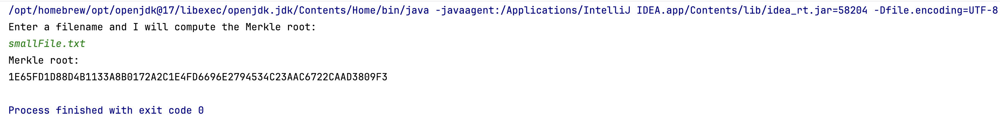 /opt/homebrew/opt/openjdk@17/libexec/openjdk.jdk/Contents/Home/bin/java -javaagent:/Applications/IntelliJ IDEA.app/Contents/lib/idea_rt.jar=58204 -Dfile.encoding=UTF-8
Enter a filename and I will compute the Merkle root:
smallFile.txt
Merkle root:
1E65FD1D88D4B1133A8B0172A2C1E4FD6696E2794534C23AAC6722CAAD3809F3
Process finished with exit code 0